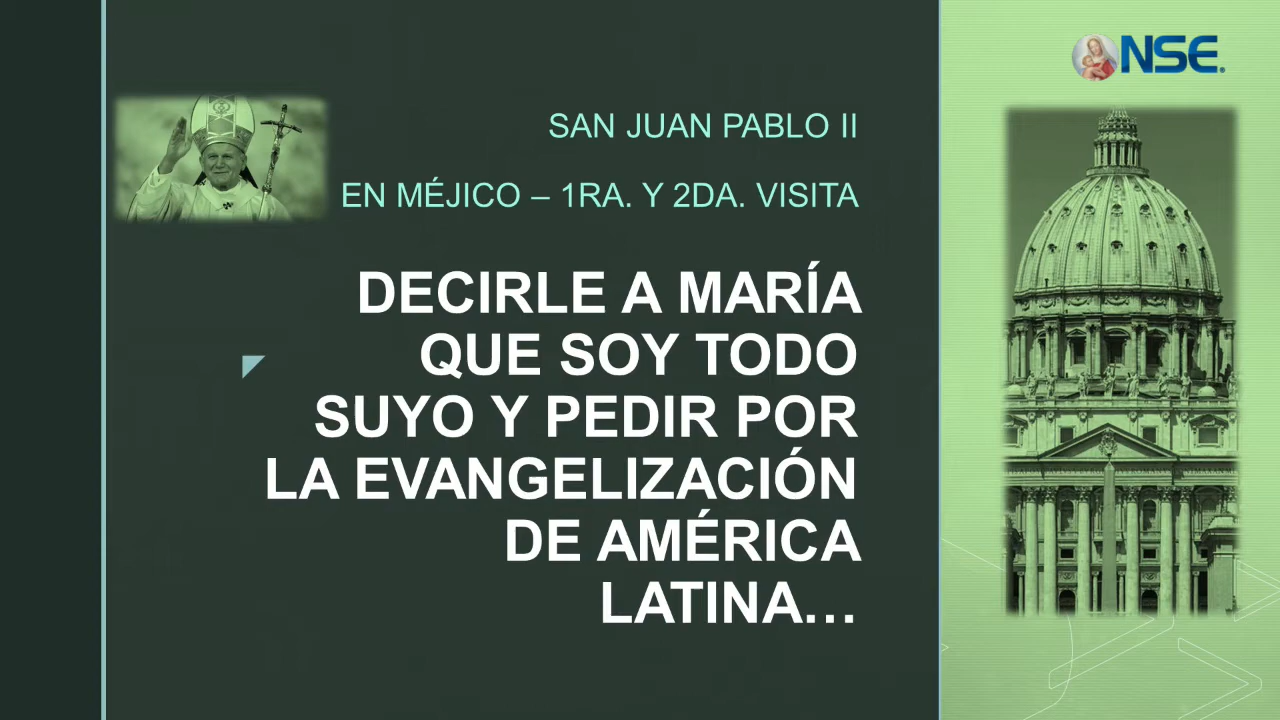 NSE
SAN JUAN PABLO II
EN MÉJICO – 1RA. Y 2DA. VISITA
DECIRLE A MARÍA
QUE SOY TODO
SUYO Y PEDIR POR
LA EVANGELIZACIÓN
DE AMÉRICA
LATINA…